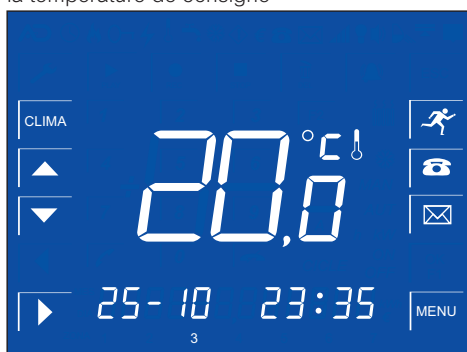 la température de consigne
CLIMA
20,0 °C
25-10 23:35
MENU
3